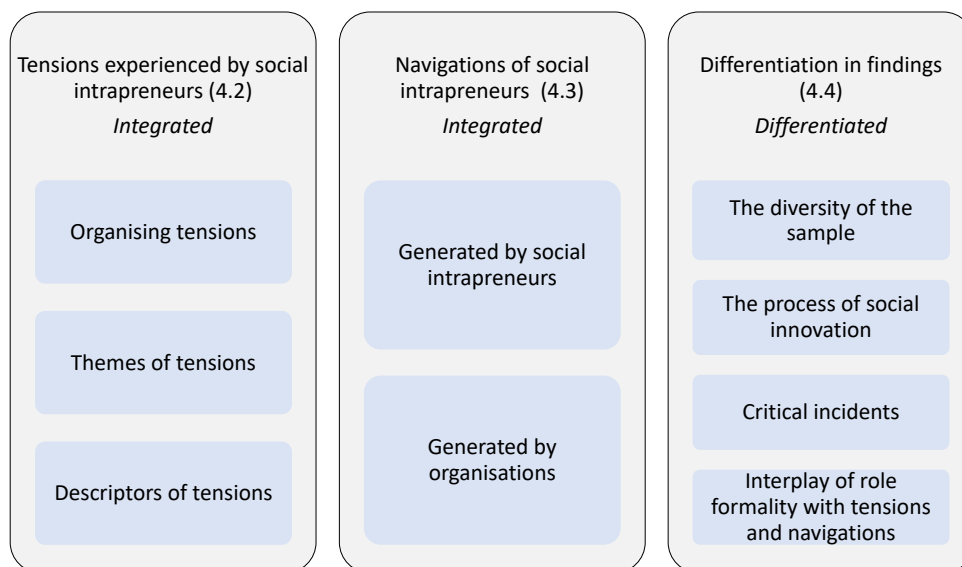 Tensions experienced by social
intrapreneurs (4.2)
Integrated
Organising tensions
Themes of tensions
Descriptors of tensions
Navigations of social
intrapreneurs (4.3)
Integrated
Generated by social
intrapreneurs
Generated by
organisations
Differentiation in findings
(4.4)
Differentiated
The diversity of the
sample
The process of social
innovation
Critical incidents
Interplay of role
formality with tensions
and navigations